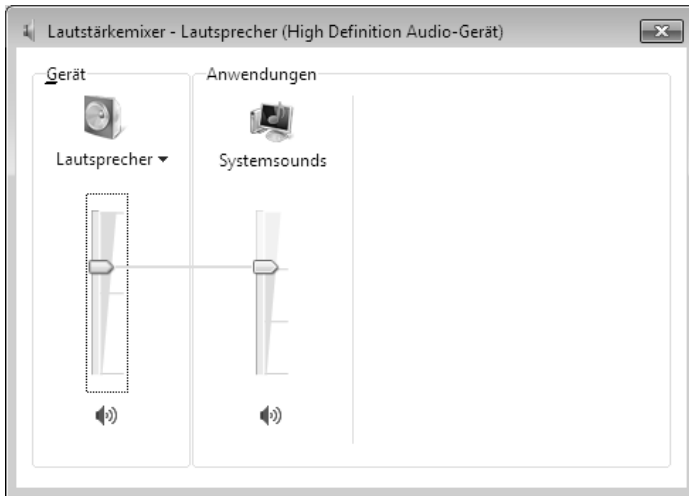 Lautstärkemixer - Lautsprecher (High Definition Audio-Gerät)
Gerät
Anwendungen
Lautsprecher
Systemsounds